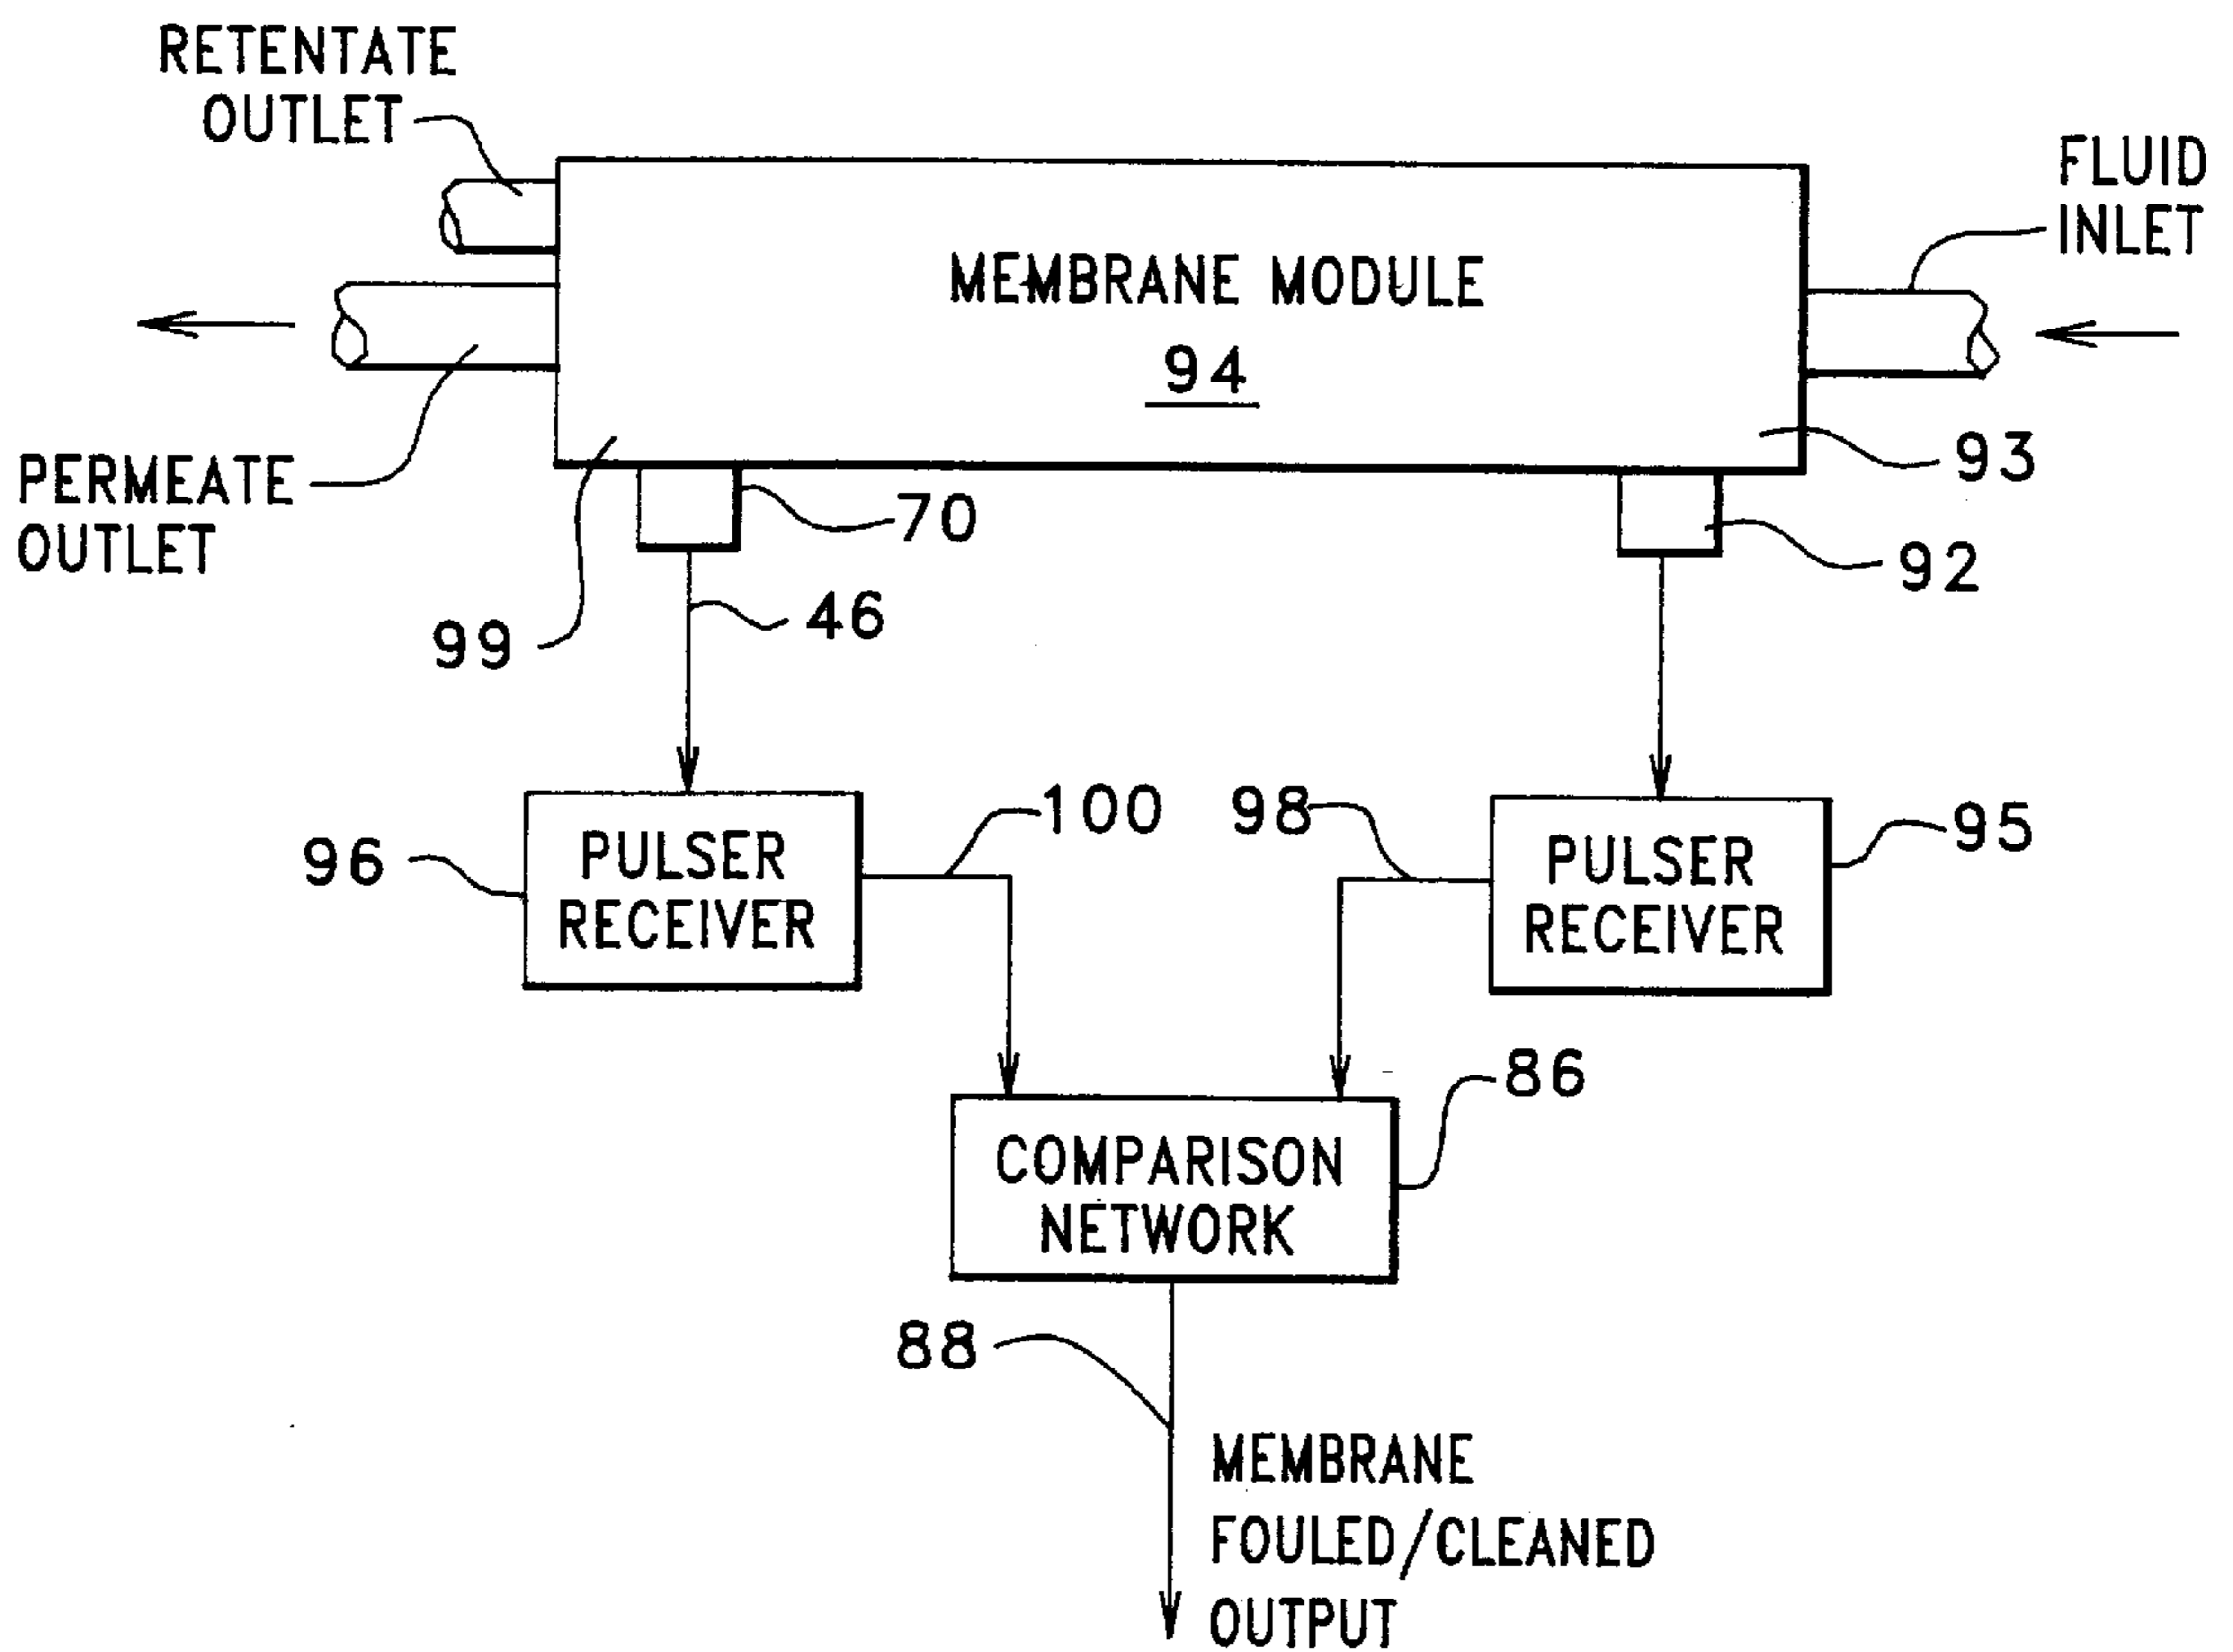 RETENTATE
OUTLET
FLUID
INLET
MEMBRANE MODULE
94
PERMEATE
OUTLET
93
70
92
46
99
100
98
95
96
PULSER
RECEIVER
PULSER
RECEIVER
86
COMPARISON
NETWORK
88
MEMBRANE
FOULED/CLEANED
OUTPUT